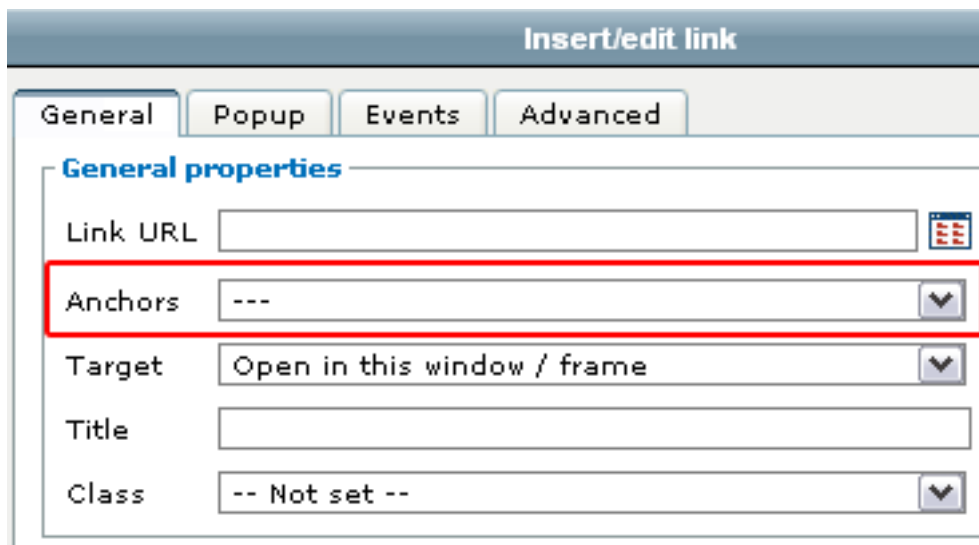 Insert/edit link
General Popup Events Advanced
General properties
Link URL
Anchors ---
Target Open in this window / frame
Title
Class -- Not set --